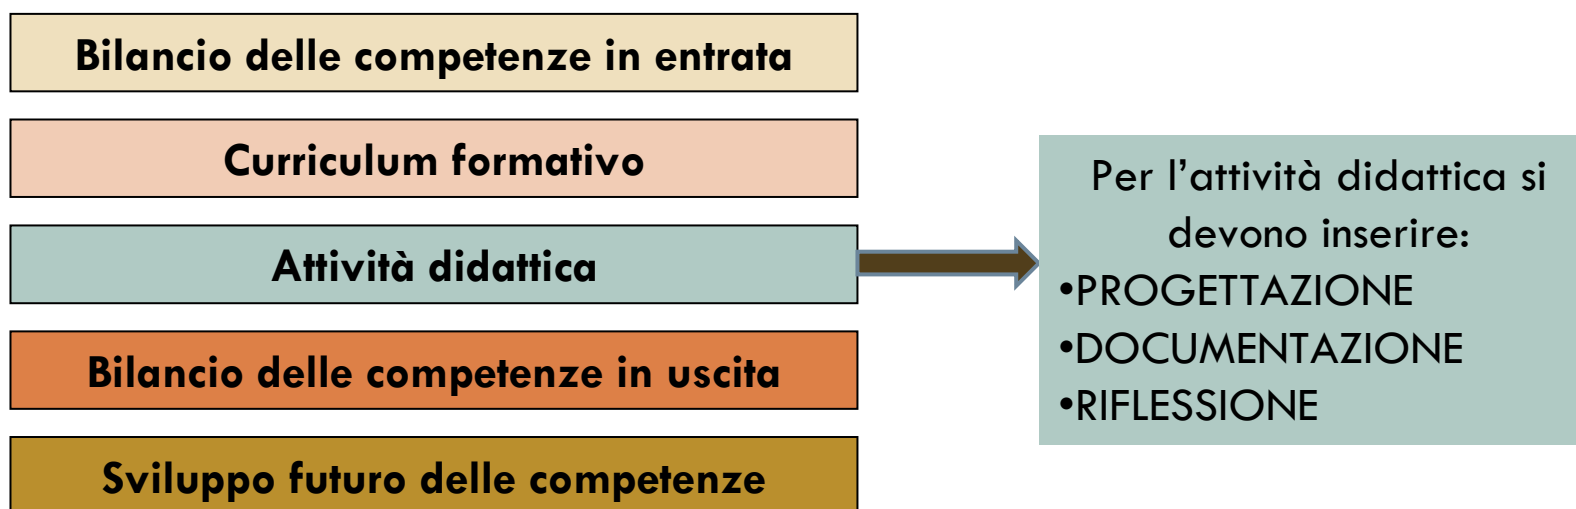 Bilancio delle competenze in entrata
Curriculum formativo
Attività didattica
Bilancio delle competenze in uscita
Sviluppo futuro delle competenze
Per l’attività didattica si
devono inserire:
•PROGETTAZIONE
•DOCUMENTAZIONE
•RIFLESSIONE